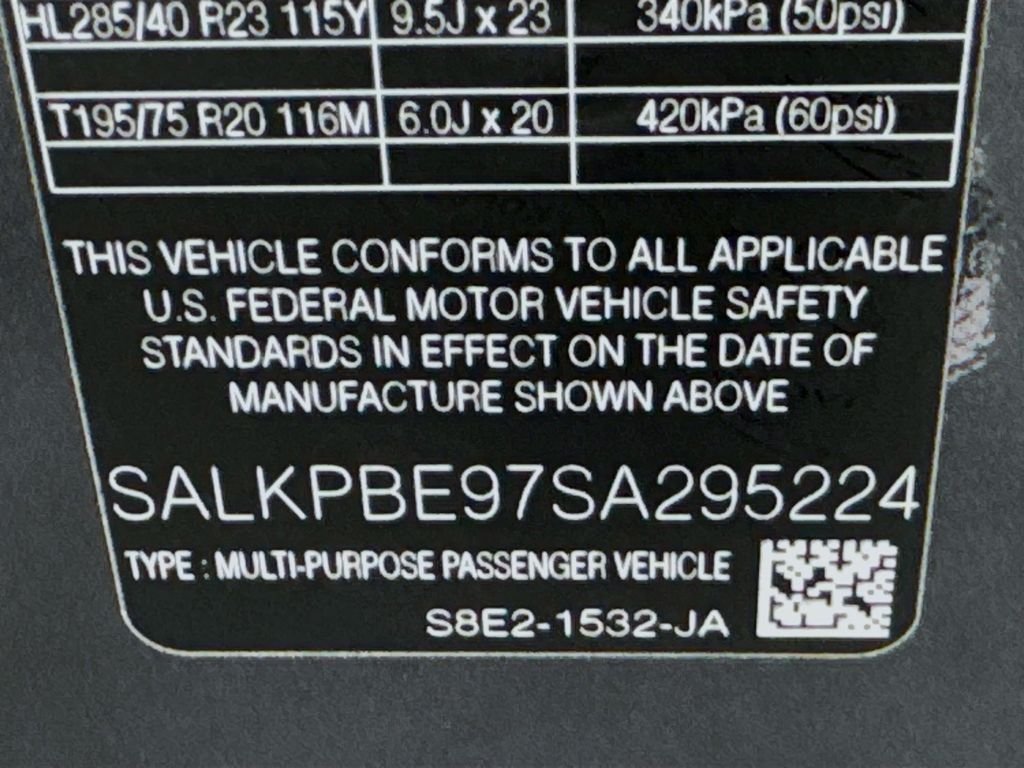 HL285/40 R23 115Y 9.5J x 23 340kPa (50psi)
T195/75 R20 116M 6.0J x 20 420kPa (60psi)
THIS VEHICLE CONFORMS TO ALL APPLICABLE
U.S. FEDERAL MOTOR VEHICLE SAFETY
STANDARDS IN EFFECT ON THE DATE OF
MANUFACTURE SHOWN ABOVE
SALKPBE97SA295224
TYPE : MULTI-PURPOSE PASSENGER VEHICLE
S8E2-1532-JA